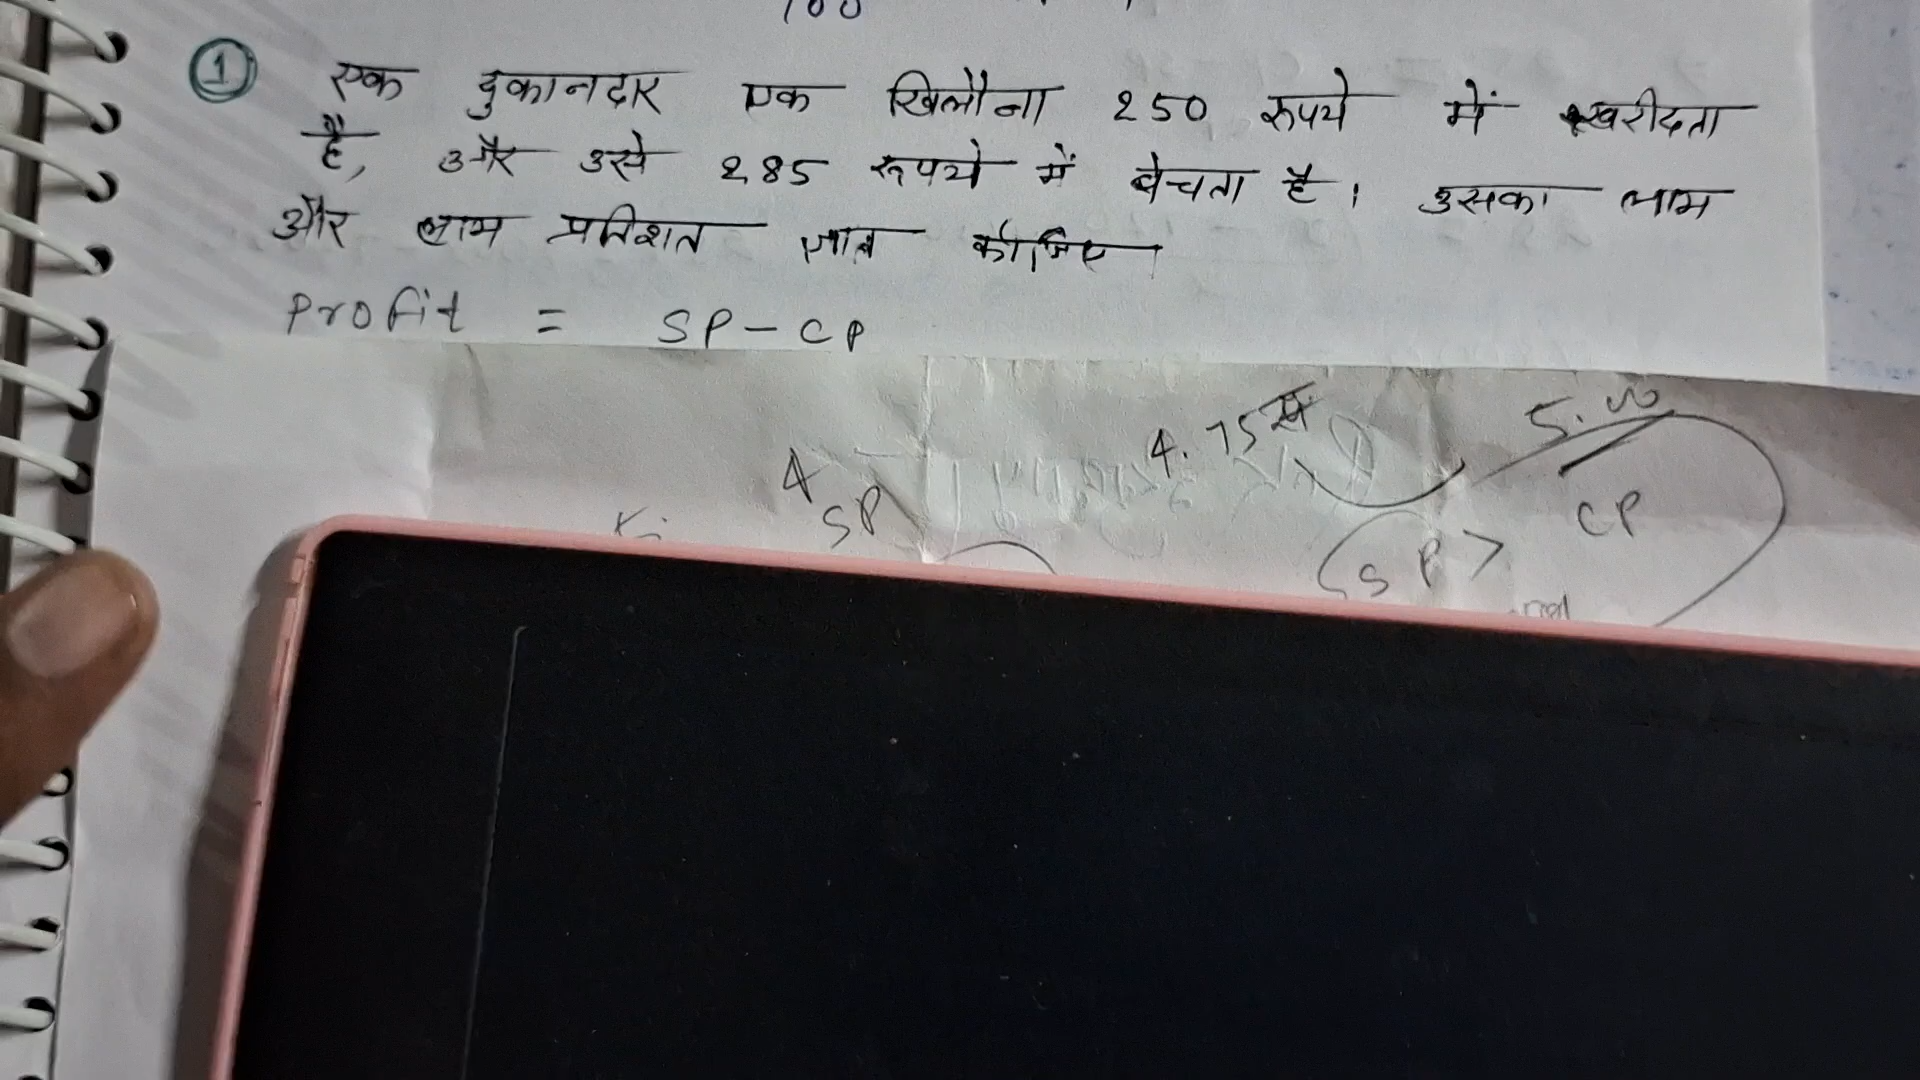 100
① एक दुकानदार एक खिलौना 250 रुपये में खरीदता
है, और उसे 285 रूपये में बेचता है। उसका लाभ
और लाभ प्रतिशत ज्ञात कीजिए।
Profit = SP - CP
4.75 5.00
SP CP
SP >